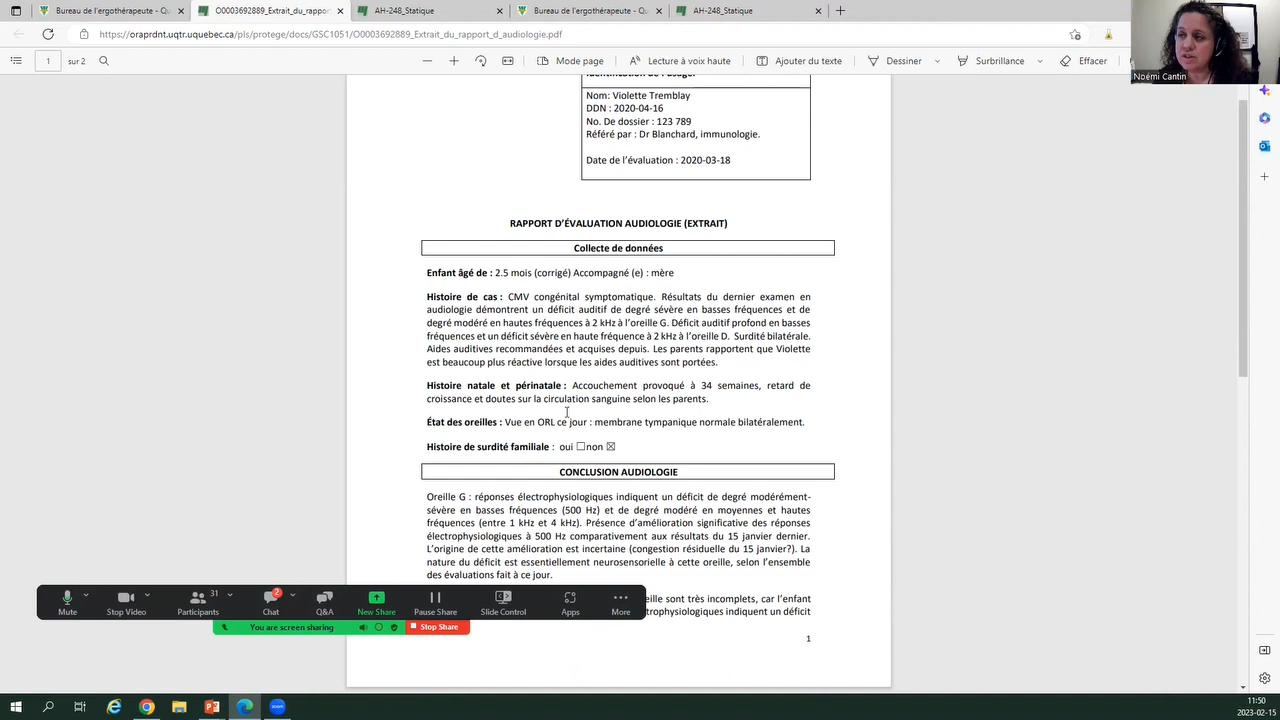 Bureau de l'ergothérapeute - Qu
O0003692889_Extrait_du_rappor
AH-248_Statique
Bureau de l'ergothérapeute - Qu
AH-248_Statique
https://oraprdnt.uqtr.uquebec.ca/pls/protege/docs/GSC1051/O0003692889_Extrait_du_rapport_d_audiologie.pdf
1 sur 2
Mode page
Lecture à voix haute
Ajouter du texte
Dessiner
Surbrillance
Effacer
Noémi Cantin
Identification de l'usager
Nom: Violette Tremblay
DDN : 2020-04-16
No. De dossier : 123 789
Référé par : Dr Blanchard, immunologie.
Date de l'évaluation : 2020-03-18
RAPPORT D'ÉVALUATION AUDIOLOGIE (EXTRAIT)
Collecte de données
Enfant âgé de : 2.5 mois (corrigé) Accompagné (e) : mère
Histoire de cas : CMV congénital symptomatique. Résultats du dernier examen en
audiologie démontrent un déficit auditif de degré sévère en basses fréquences et de
degré modéré en hautes fréquences à 2 kHz à l'oreille G. Déficit auditif profond en basses
fréquences et un déficit sévère en haute fréquence à 2 kHz à l'oreille D. Surdité bilatérale.
Aides auditives recommandées et acquises depuis. Les parents rapportent que Violette
est beaucoup plus réactive lorsque les aides auditives sont portées.
Histoire natale et périnatale : Accouchement provoqué à 34 semaines, retard de
croissance et doutes sur la circulation sanguine selon les parents.
État des oreilles : Vue en ORL ce jour : membrane tympanique normale bilatéralement.
Histoire de surdité familiale : oui ☐ non ☒
CONCLUSION AUDIOLOGIE
Oreille G : réponses électrophysiologiques indiquent un déficit de degré modérément-
sévère en basses fréquences (500 Hz) et de degré modéré en moyennes et hautes
fréquences (entre 1 kHz et 4 kHz). Présence d'amélioration significative des réponses
électrophysiologiques à 500 Hz comparativement aux résultats du 15 janvier dernier.
L'origine de cette amélioration est incertaine (congestion résiduelle du 15 janvier?). La
nature du déficit est essentiellement neurosensorielle à cette oreille, selon l'ensemble
des évaluations fait à ce jour.
eille sont très incomplets, car l'enfant
trophysiologiques indiquent un déficit
1
Mute
Stop Video
31
Participants
2
Chat
Q&A
New Share
Pause Share
Slide Control
Apps
More
You are screen sharing
Stop Share
11:50
2023-02-15